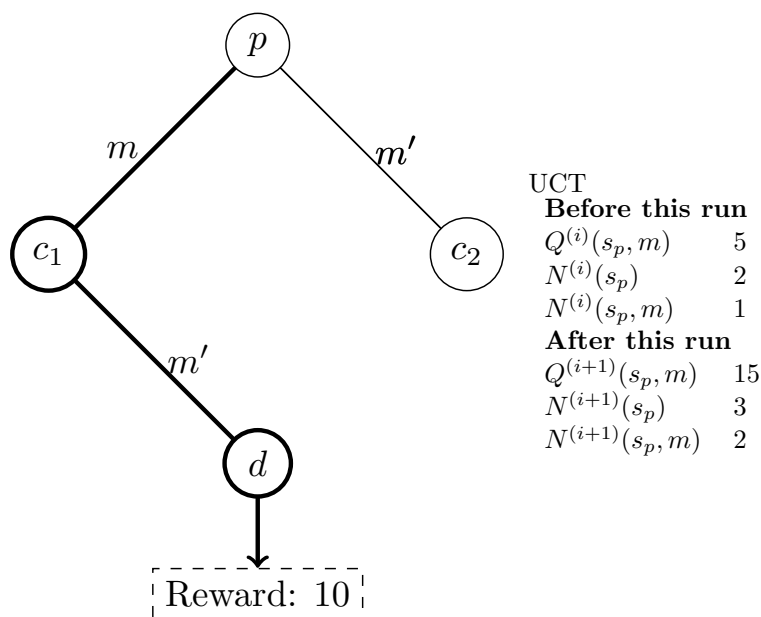 p
m
m′
c₁
c₂
m′
d
Reward: 10
UCT
Before this run
Q⁽ⁱ⁾(sₚ, m) 5
N⁽ⁱ⁾(sₚ) 2
N⁽ⁱ⁾(sₚ, m) 1
After this run
Q⁽ⁱ⁺¹⁾(sₚ, m) 15
N⁽ⁱ⁺¹⁾(sₚ) 3
N⁽ⁱ⁺¹⁾(sₚ, m) 2